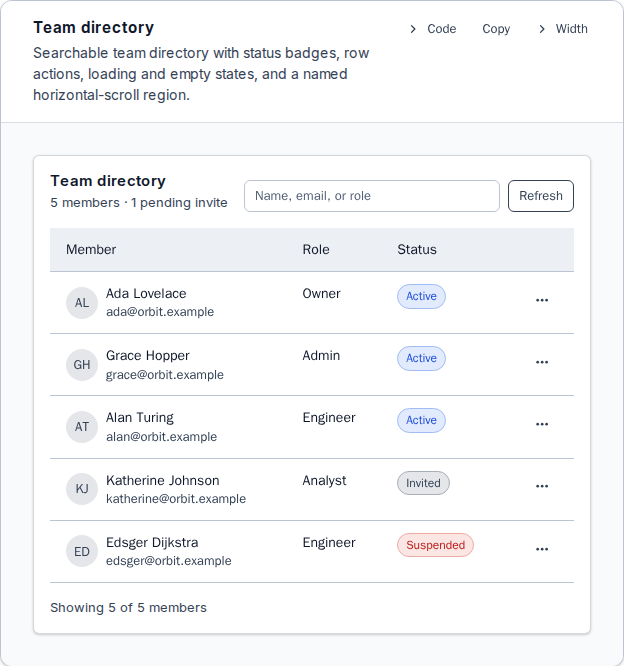 Team directory
Code Copy Width
Searchable team directory with status badges, row
actions, loading and empty states, and a named
horizontal-scroll region.
Team directory
5 members · 1 pending invite
Name, email, or role
Refresh
Member Role Status
AL Ada Lovelace Owner Active
ada@orbit.example
GH Grace Hopper Admin Active
grace@orbit.example
AT Alan Turing Engineer Active
alan@orbit.example
KJ Katherine Johnson Analyst Invited
katherine@orbit.example
ED Edsger Dijkstra Engineer Suspended
edsger@orbit.example
Showing 5 of 5 members